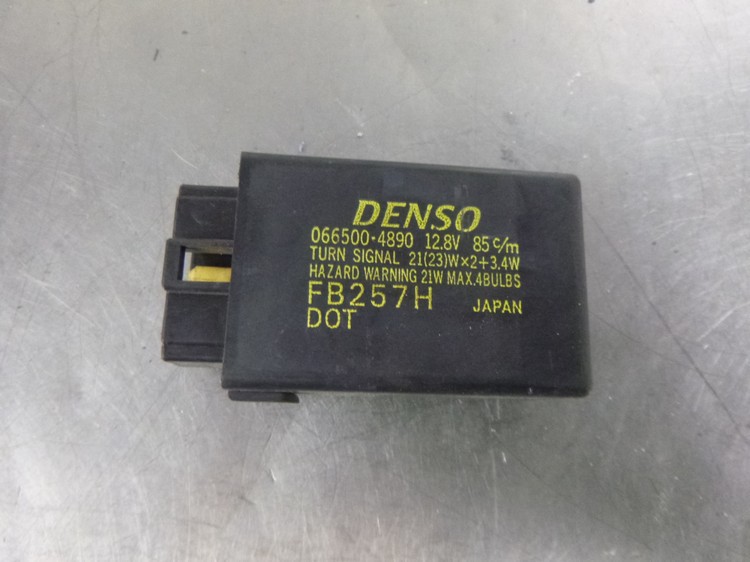 DENSO
066500-4890 12.8V 85 c/m
TURN SIGNAL 21(23)W×2+3.4W
HAZARD WARNING 21W MAX.4BULBS
FB257H JAPAN
DOT